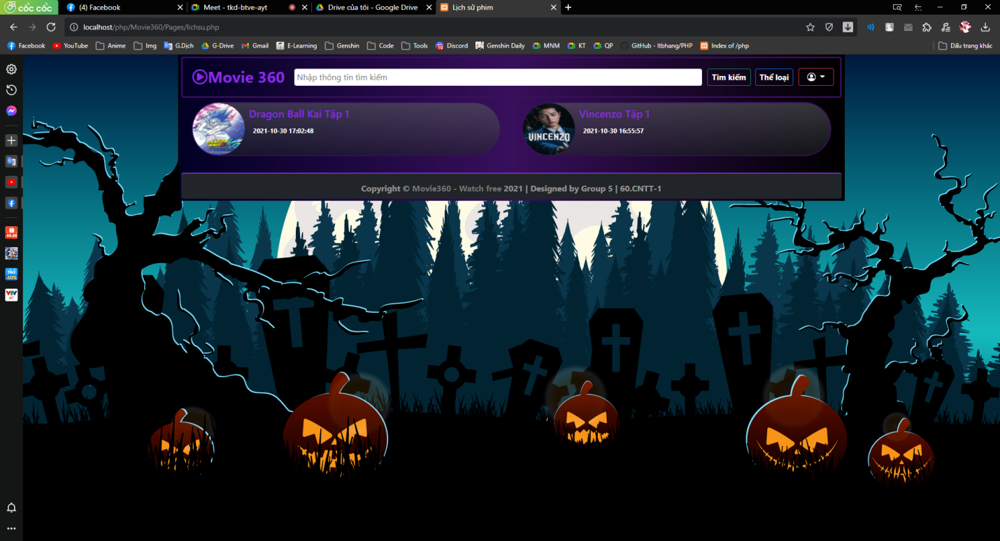 cốc cốc
(4) Facebook
Meet - tkd-btve-ayt
Drive của tôi - Google Drive
Lịch sử phim
localhost/php/Movie360/Pages/lichsu.php
Facebook
YouTube
Anime
Img
G.Dịch
G-Drive
Gmail
E-Learning
Genshin
Code
Tools
Discord
Genshin Daily
MNM
KT
QP
GitHub - ltbhang/PHP
Index of /php
Dấu trang khác
Movie 360
Nhập thông tin tìm kiếm
Tìm kiếm
Thể loại
Dragon Ball Kai Tập 1
2021-10-30 17:02:48
VINCENZO
Vincenzo Tập 1
2021-10-30 16:55:57
Copyright © Movie360 - Watch free 2021 | Designed by Group 5 | 60.CNTT-1